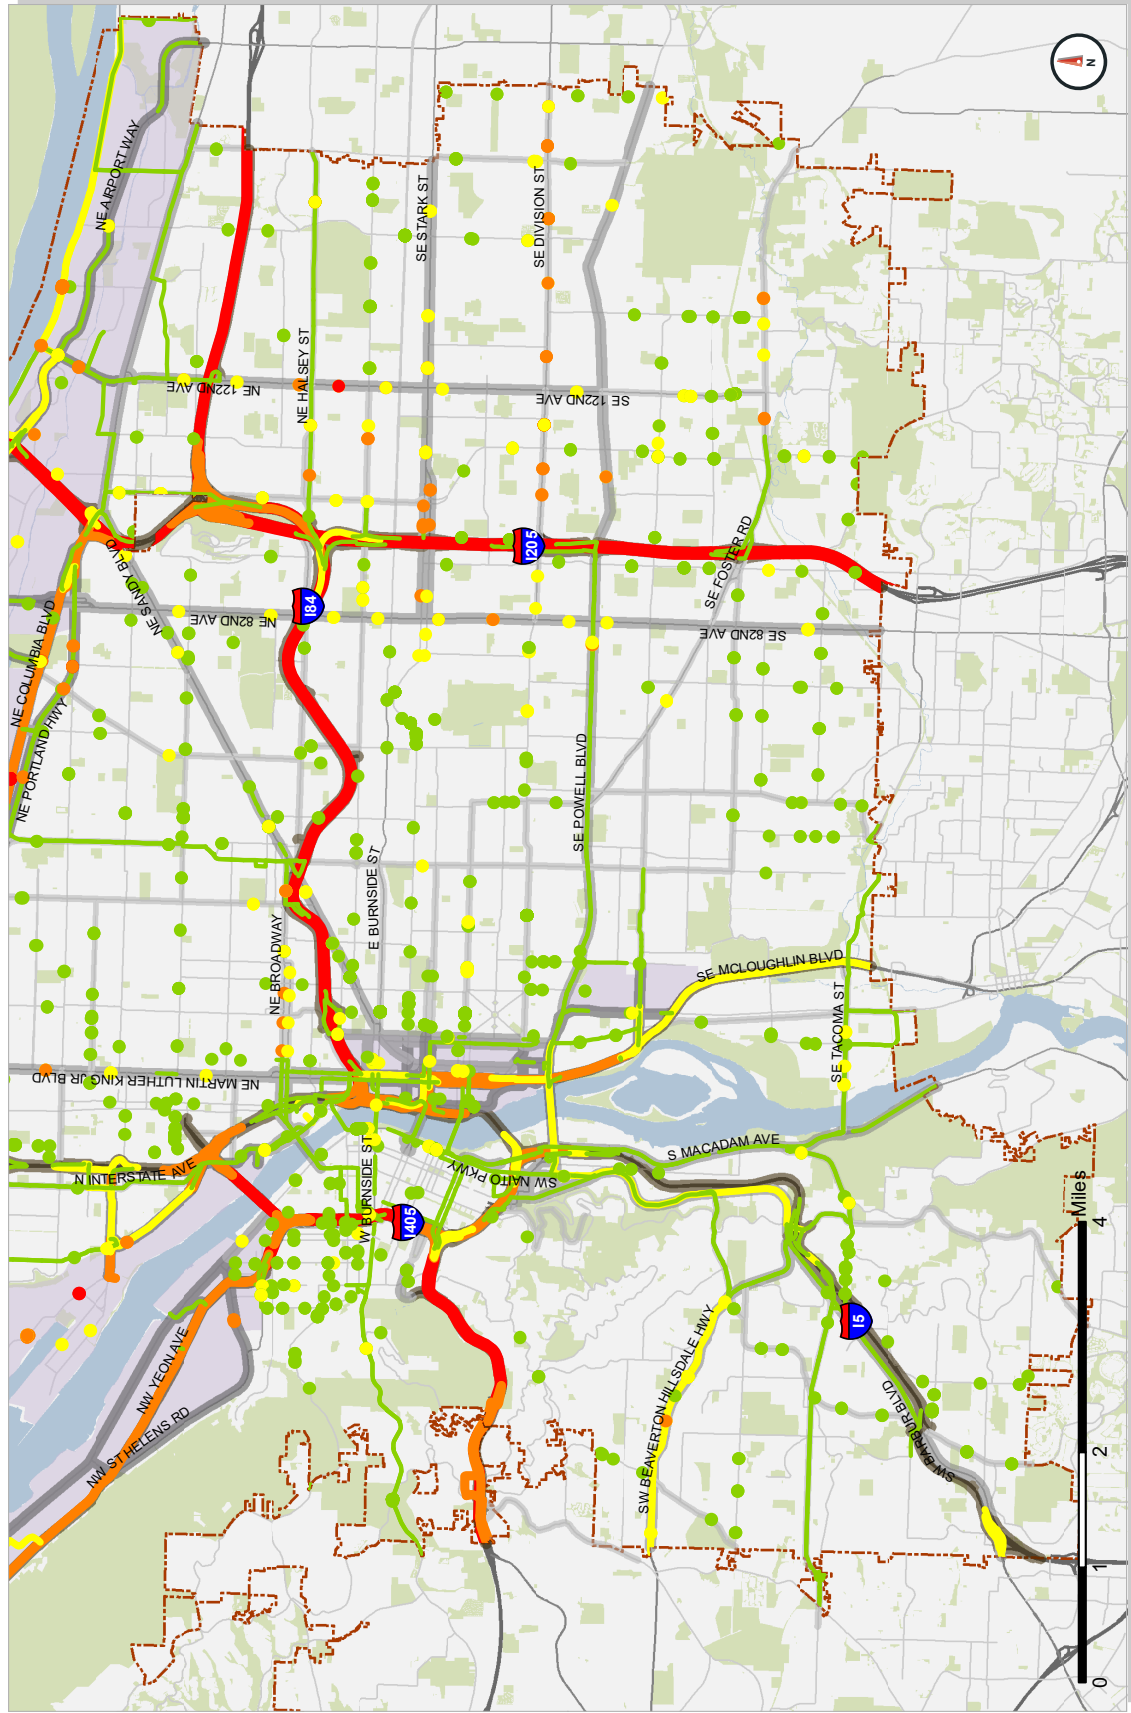 N
NE AIRPORT WAY
SE STARK ST
SE DIVISION ST
NE HALSEY ST
NE 122ND AVE
SE 122ND AVE
I205
SE FOSTER RD
NE SANDY BLVD
I84
NE 82ND AVE
SE 82ND AVE
NE COLUMBIA BLVD
NE PORTLAND HWY
SE POWELL BLVD
E BURNSIDE ST
NE BROADWAY
SE MCLOUGHLIN BLVD
SE TACOMA ST
NE MARTIN LUTHER KING JR BLVD
N INTERSTATE AVE
W BURNSIDE ST
SW NAITO PKWY
S MACADAM AVE
I405
NW YEON AVE
NW ST HELENS RD
SW BEAVERTON HILLSDALE HWY
I5
SW BARBUR BLVD
Miles
0 1 2 4